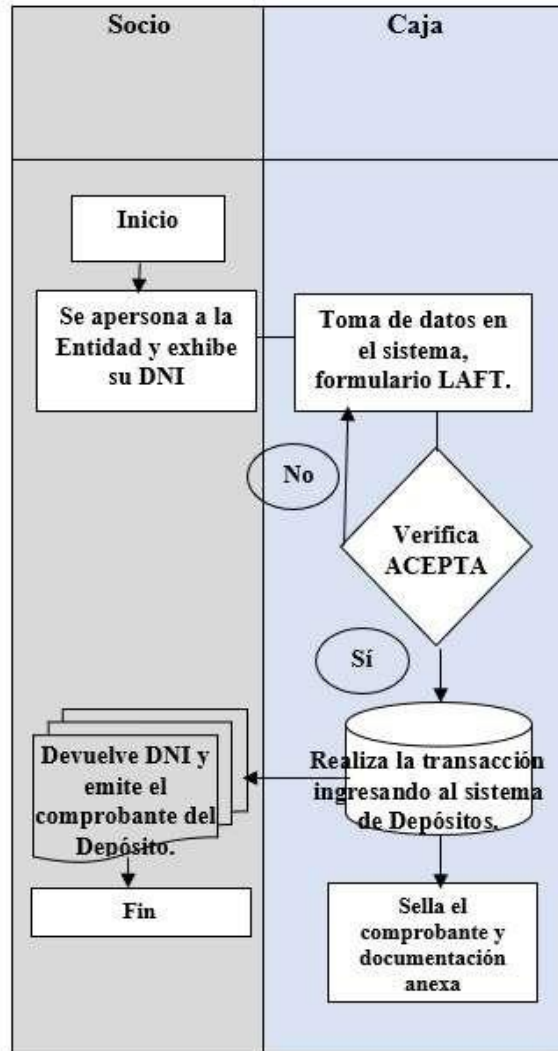 Socio
Caja
Inicio
Se apersona a la
Entidad y exhibe
su DNI
Toma de datos en
el sistema,
formulario LAFT.
No
Verifica
ACEPTA
Sí
Realiza la transacción
ingresando al sistema
de Depósitos.
Devuelve DNI y
emite el
comprobante del
Depósito.
Fin
Sella el
comprobante y
documentación
anexa